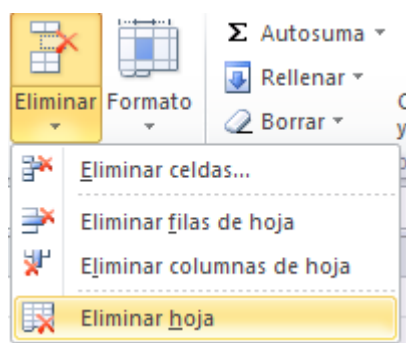 Eliminar
Formato
Σ Autosuma
Rellenar
Borrar
y
Eliminar celdas...
Eliminar filas de hoja
Eliminar columnas de hoja
Eliminar hoja